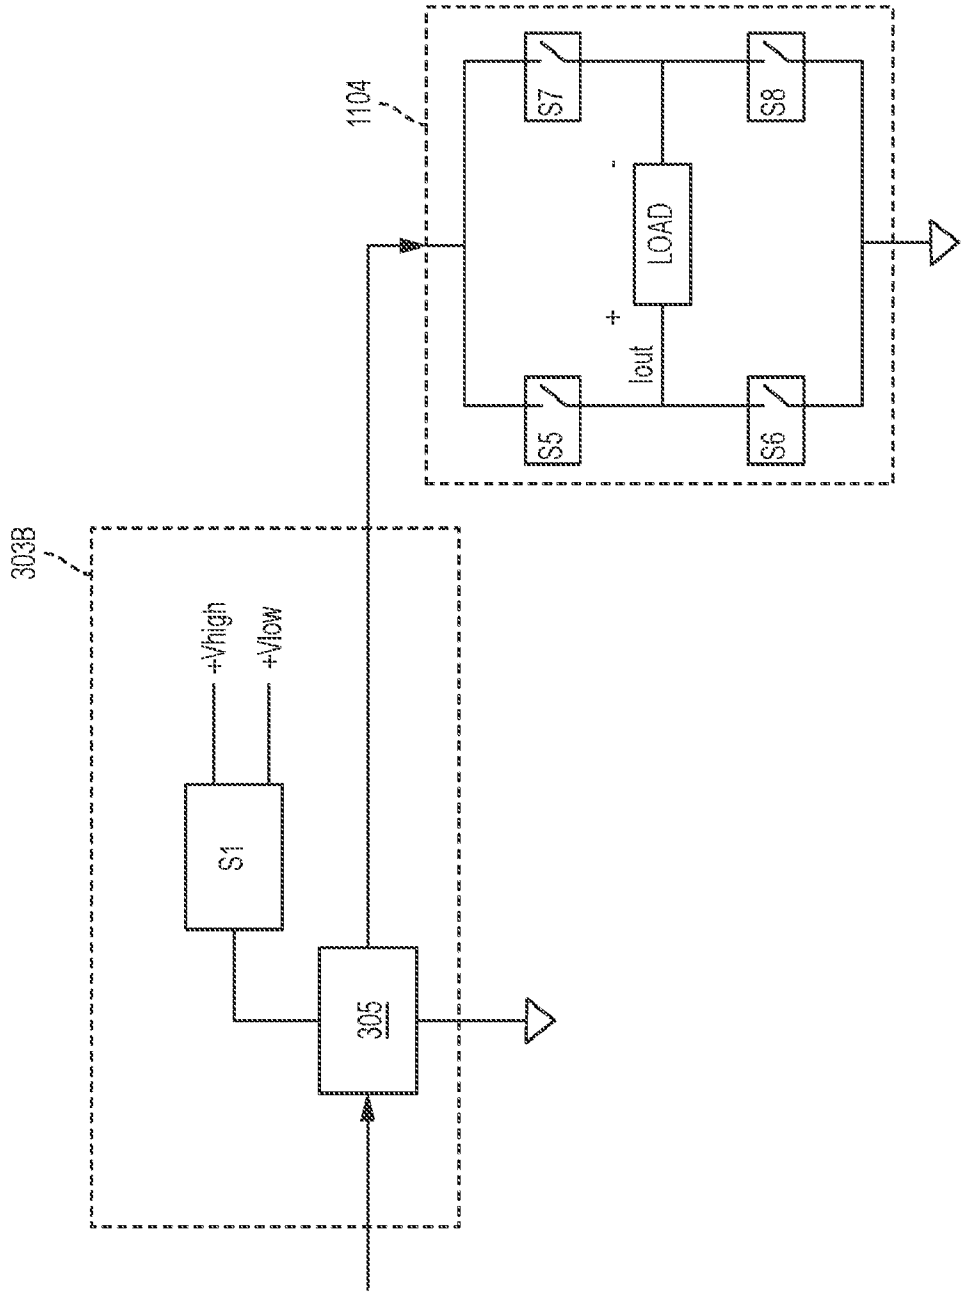 303B
S1
+Vhigh
+Vlow
305
1104
S5
S7
Iout
+
LOAD
-
S6
S8